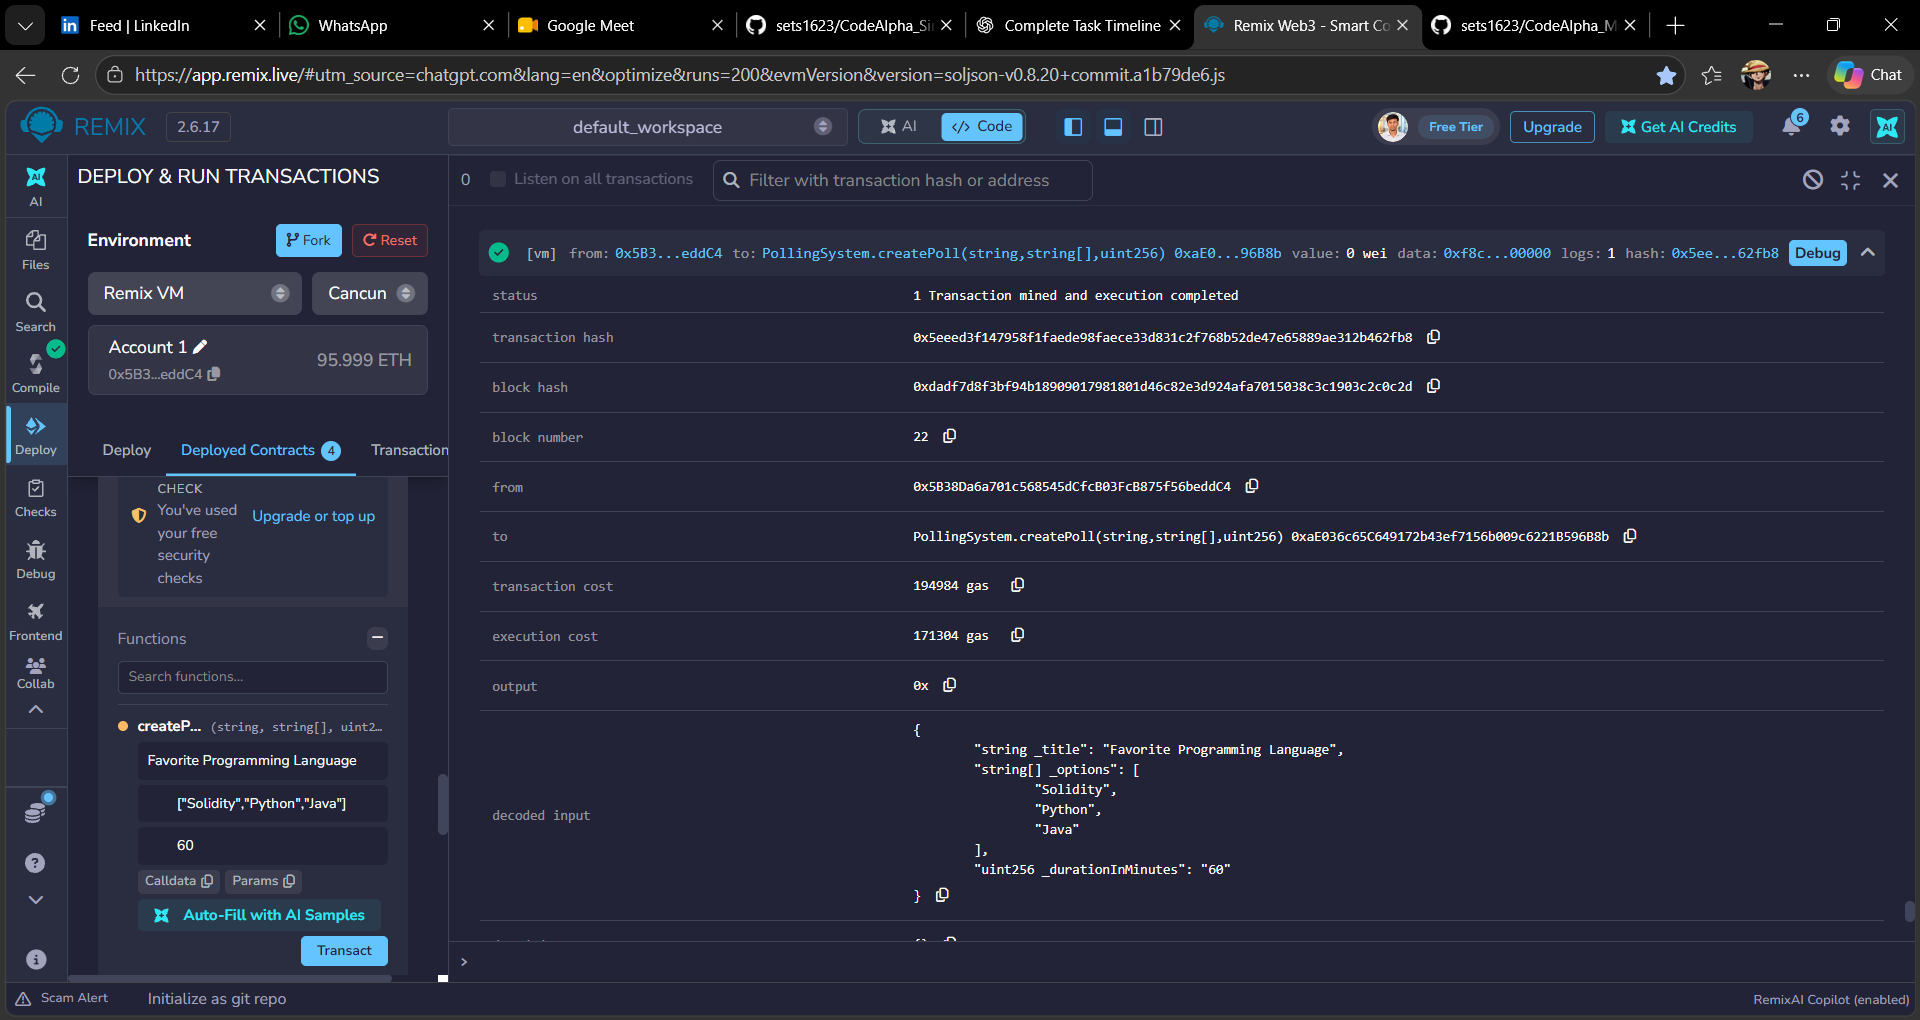 Feed | LinkedIn
WhatsApp
Google Meet
sets1623/CodeAlpha_Si
Complete Task Timeline
Remix Web3 - Smart Co
sets1623/CodeAlpha_M
https://app.remix.live/#utm_source=chatgpt.com&lang=en&optimize&runs=200&evmVersion&version=soljson-v0.8.20+commit.a1b79de6.js
Chat
REMIX
2.6.17
default_workspace
AI
</> Code
Free Tier
Upgrade
Get AI Credits
6
AI
AI
AI
Files
Search
Compile
Deploy
Checks
Debug
Frontend
Collab
DEPLOY & RUN TRANSACTIONS
Environment
Fork
Reset
Remix VM
Cancun
Account 1
0x5B3...eddC4
95.999 ETH
Deploy
Deployed Contracts 4
Transaction
CHECK
You've used
your free
security
checks
Upgrade or top up
Functions
Search functions...
createP... (string, string[], uint2...
Favorite Programming Language
["Solidity","Python","Java"]
60
Calldata
Params
Auto-Fill with AI Samples
Transact
0
Listen on all transactions
Filter with transaction hash or address
[vm] from: 0x5B3...eddC4 to: PollingSystem.createPoll(string,string[],uint256) 0xaE0...96B8b value: 0 wei data: 0xf8c...00000 logs: 1 hash: 0x5ee...62fb8
Debug
status
1 Transaction mined and execution completed
transaction hash
0x5eeed3f147958f1faede98faece33d831c2f768b52de47e65889ae312b462fb8
block hash
0xdadf7d8f3bf94b18909017981801d46c82e3d924afa7015038c3c1903c2c0c2d
block number
22
from
0x5B38Da6a701c568545dCfcB03FcB875f56beddC4
to
PollingSystem.createPoll(string,string[],uint256) 0xaE036c65C649172b43ef7156b009c6221B596B8b
transaction cost
194984 gas
execution cost
171304 gas
output
0x
decoded input
{
"string _title": "Favorite Programming Language",
"string[] _options": [
"Solidity",
"Python",
"Java"
],
"uint256 _durationInMinutes": "60"
}
>
Scam Alert
Initialize as git repo
RemixAI Copilot (enabled)